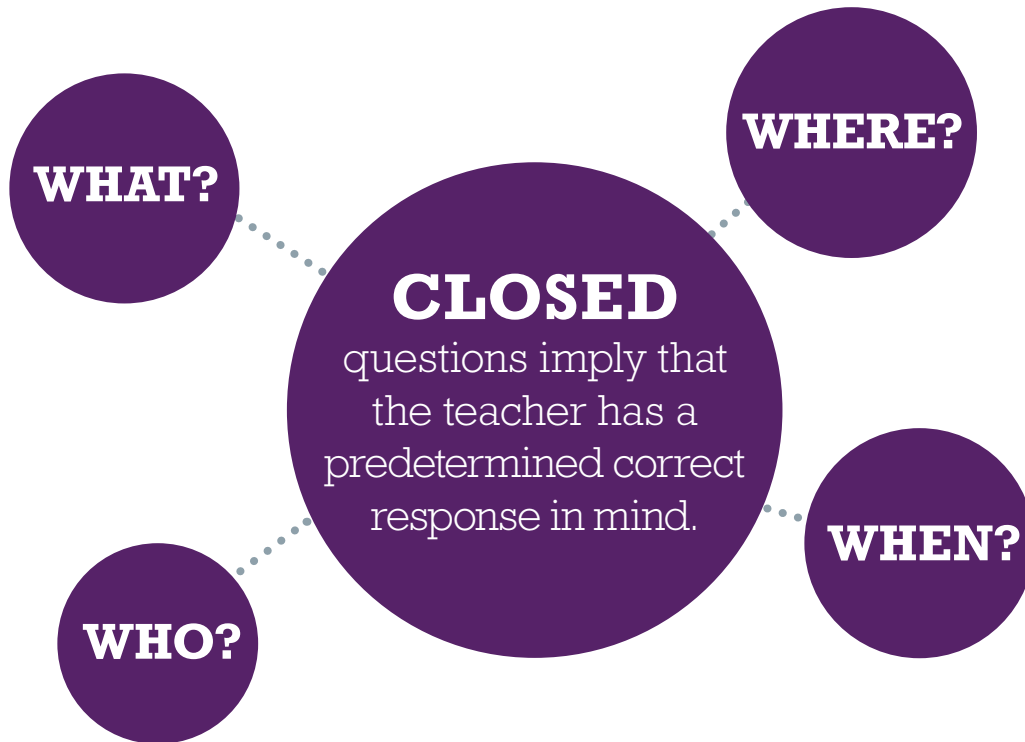 WHERE?
WHAT?
CLOSED
questions imply that
the teacher has a
predetermined correct
response in mind.
WHEN?
WHO?